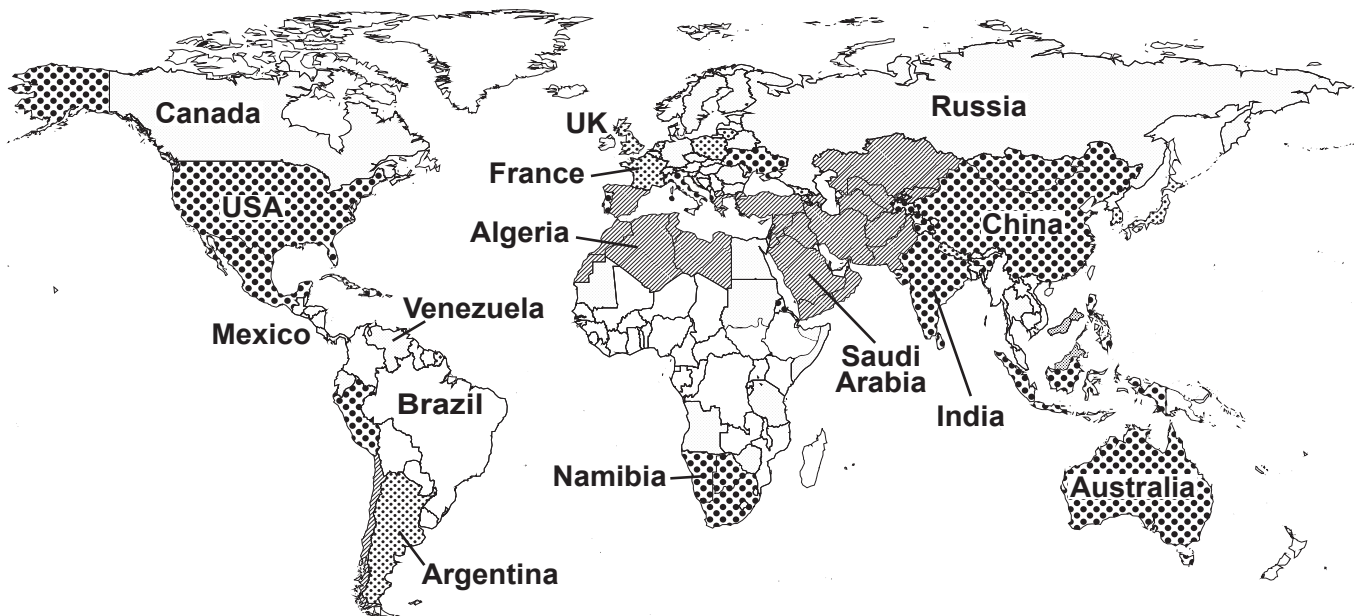 Canada
Russia
UK
France
USA
China
Algeria
Venezuela
Mexico
Saudi
Arabia
Brazil
India
Namibia
Australia
Argentina